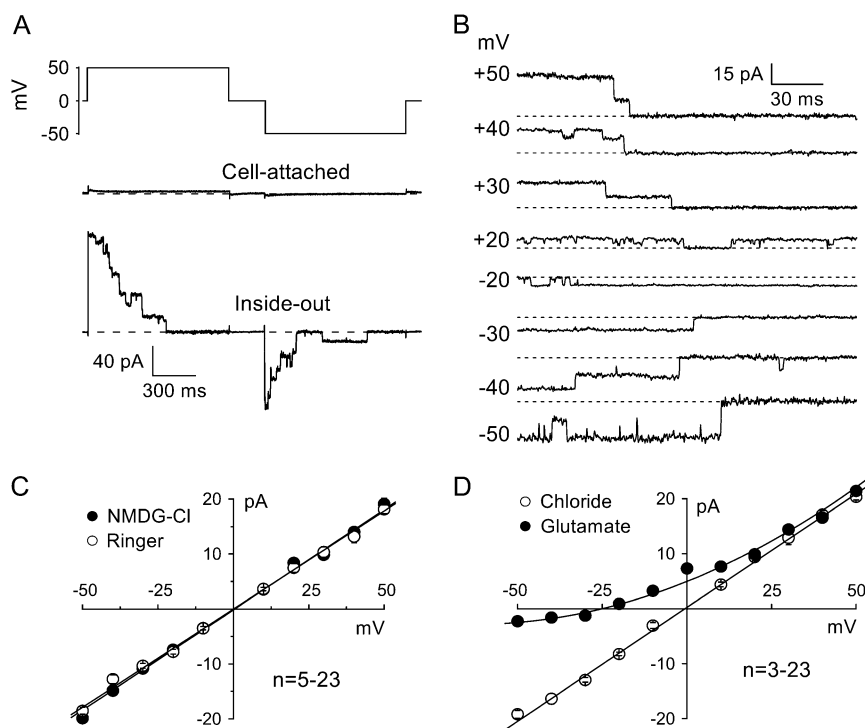 A
mV
50
0
-50
Cell-attached
Inside-out
40 pA
300 ms
B
mV
15 pA
30 ms
+50
+40
+30
+20
-20
-30
-40
-50
C
pA
NMDG-Cl
Ringer
20
10
-50
-25
25
50
mV
-10
-20
n=5-23
D
pA
Chloride
Glutamate
20
10
-50
-25
25
50
mV
-10
-20
n=3-23